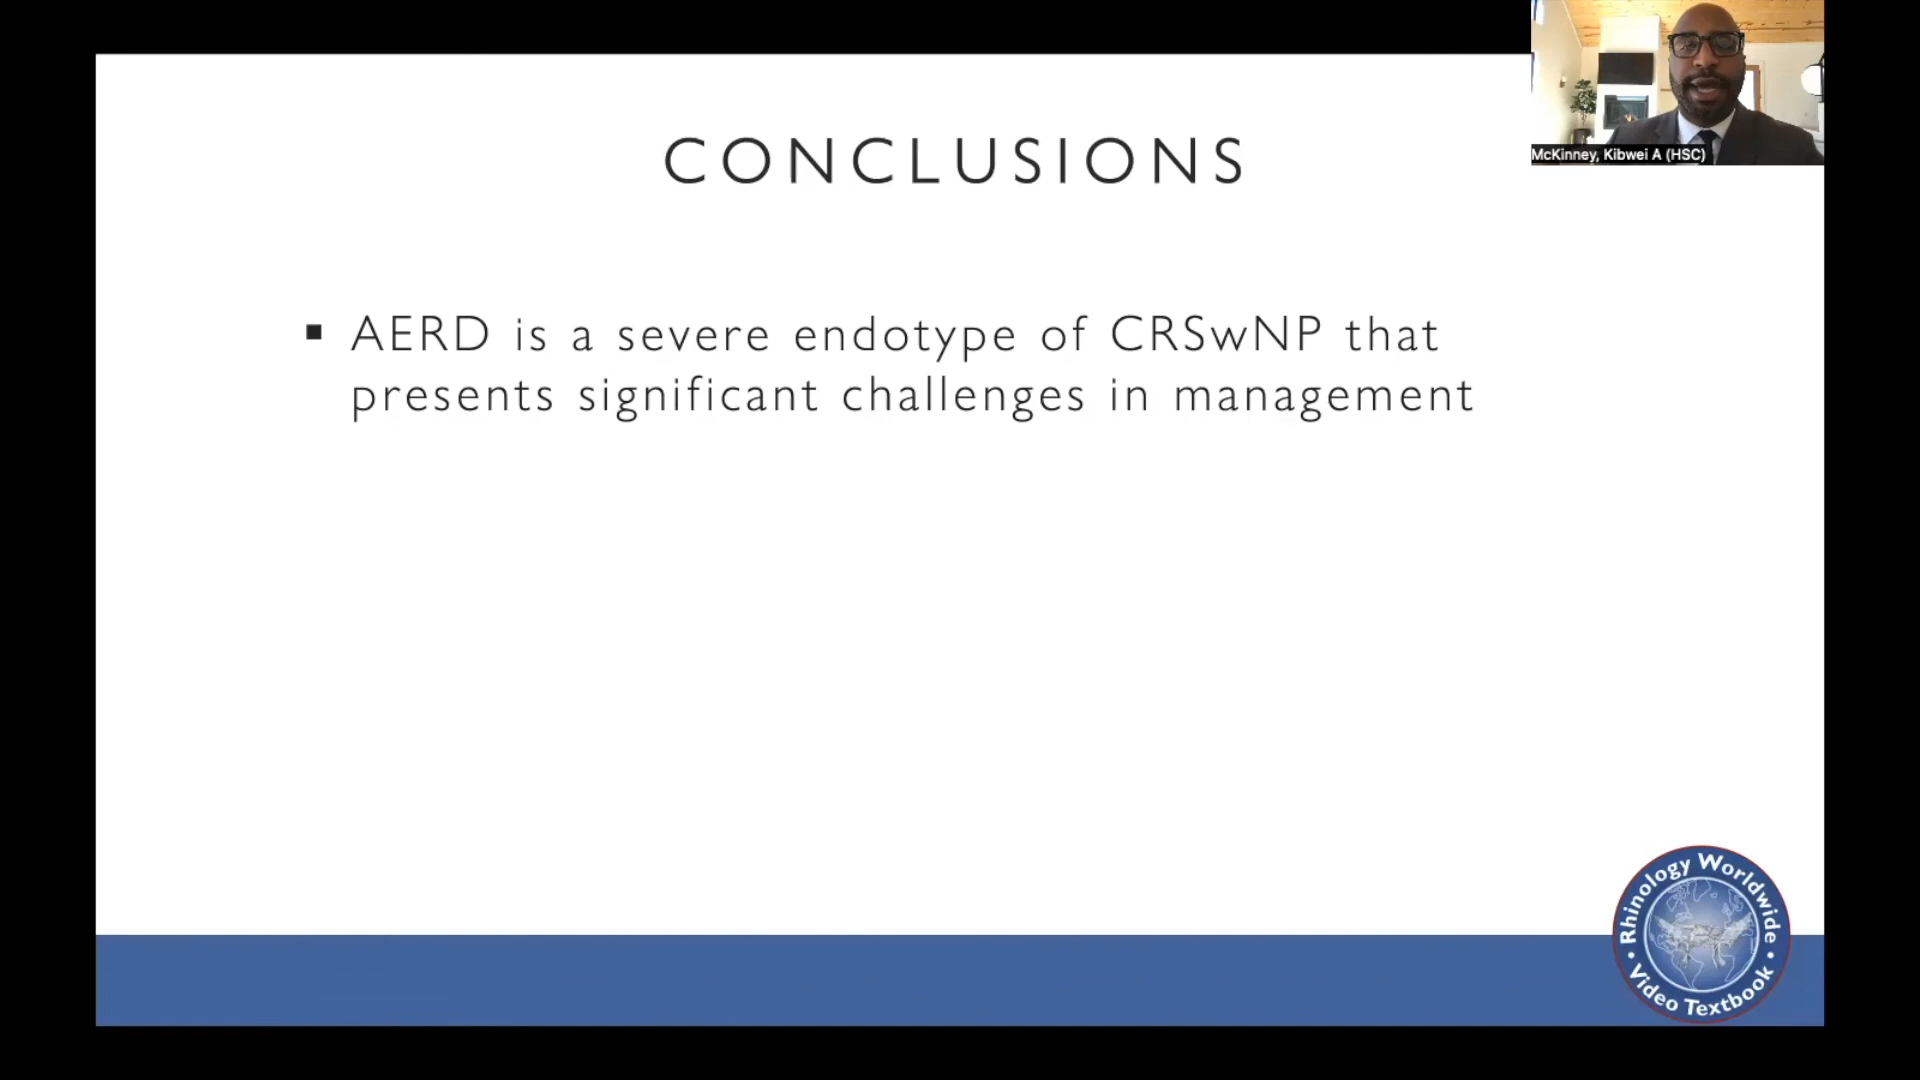 McKinney, Kibwei A (HSC)
CONCLUSIONS
▪ AERD is a severe endotype of CRSwNP that
presents significant challenges in management
Rhinology Worldwide
• Video Textbook •